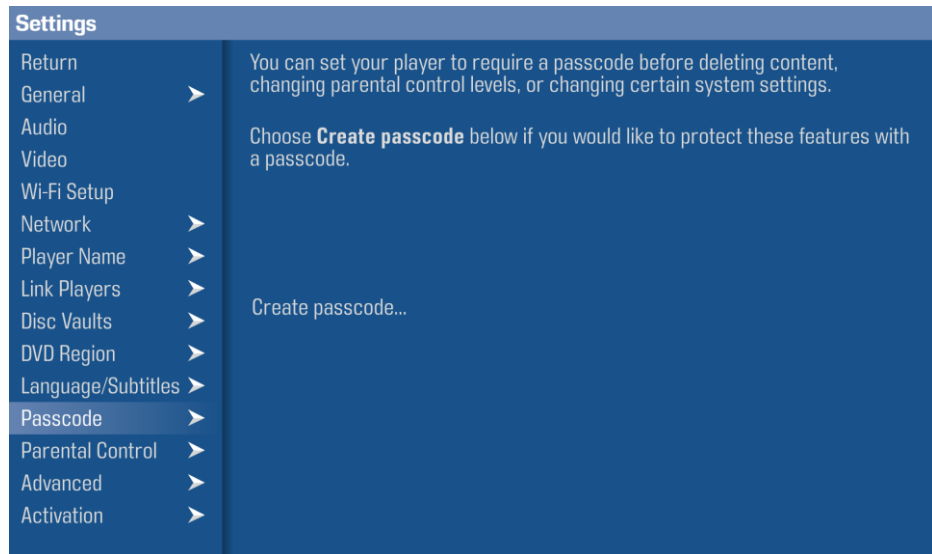 Settings
Return
General
Audio
Video
Wi-Fi Setup
Network
Player Name
Link Players
Disc Vaults
DVD Region
Language/Subtitles
Passcode
Parental Control
Advanced
Activation
You can set your player to require a passcode before deleting content,
changing parental control levels, or changing certain system settings.
Choose Create passcode below if you would like to protect these features with
a passcode.
Create passcode...